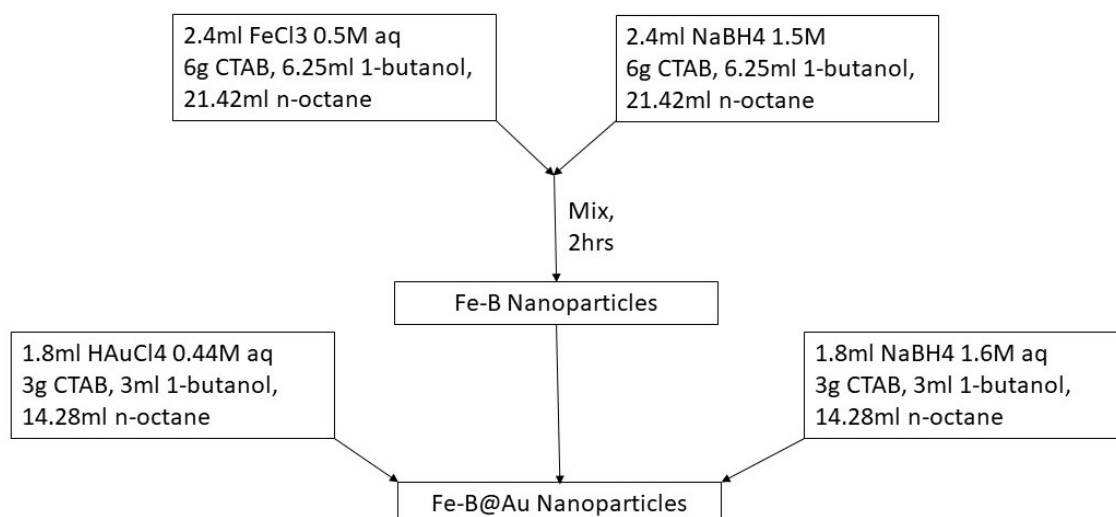 2.4ml FeCl3 0.5M aq
6g CTAB, 6.25ml 1-butanol,
21.42ml n-octane
2.4ml NaBH4 1.5M
6g CTAB, 6.25ml 1-butanol,
21.42ml n-octane
Mix,
2hrs
Fe-B Nanoparticles
1.8ml HAuCl4 0.44M aq
3g CTAB, 3ml 1-butanol,
14.28ml n-octane
1.8ml NaBH4 1.6M aq
3g CTAB, 3ml 1-butanol,
14.28ml n-octane
Fe-B@Au Nanoparticles